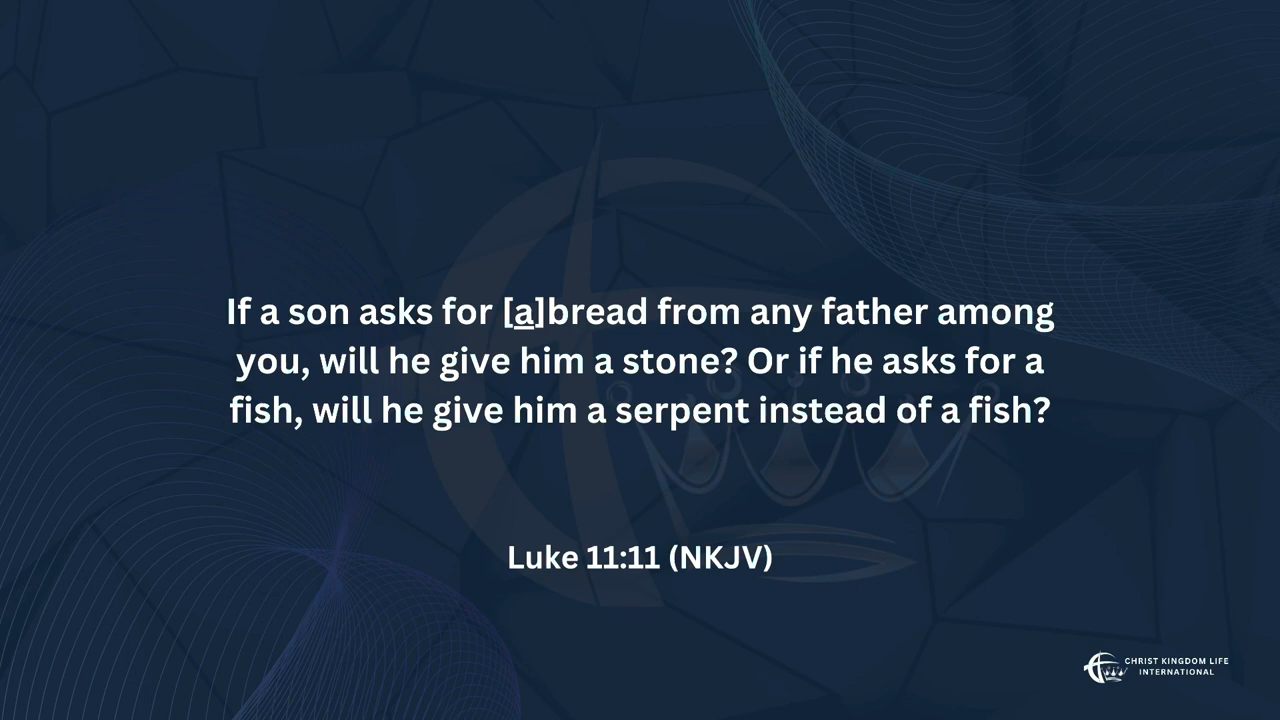 If a son asks for [a]bread from any father among
you, will he give him a stone? Or if he asks for a
fish, will he give him a serpent instead of a fish?
Luke 11:11 (NKJV)
CHRIST KINGDOM LIFE
INTERNATIONAL